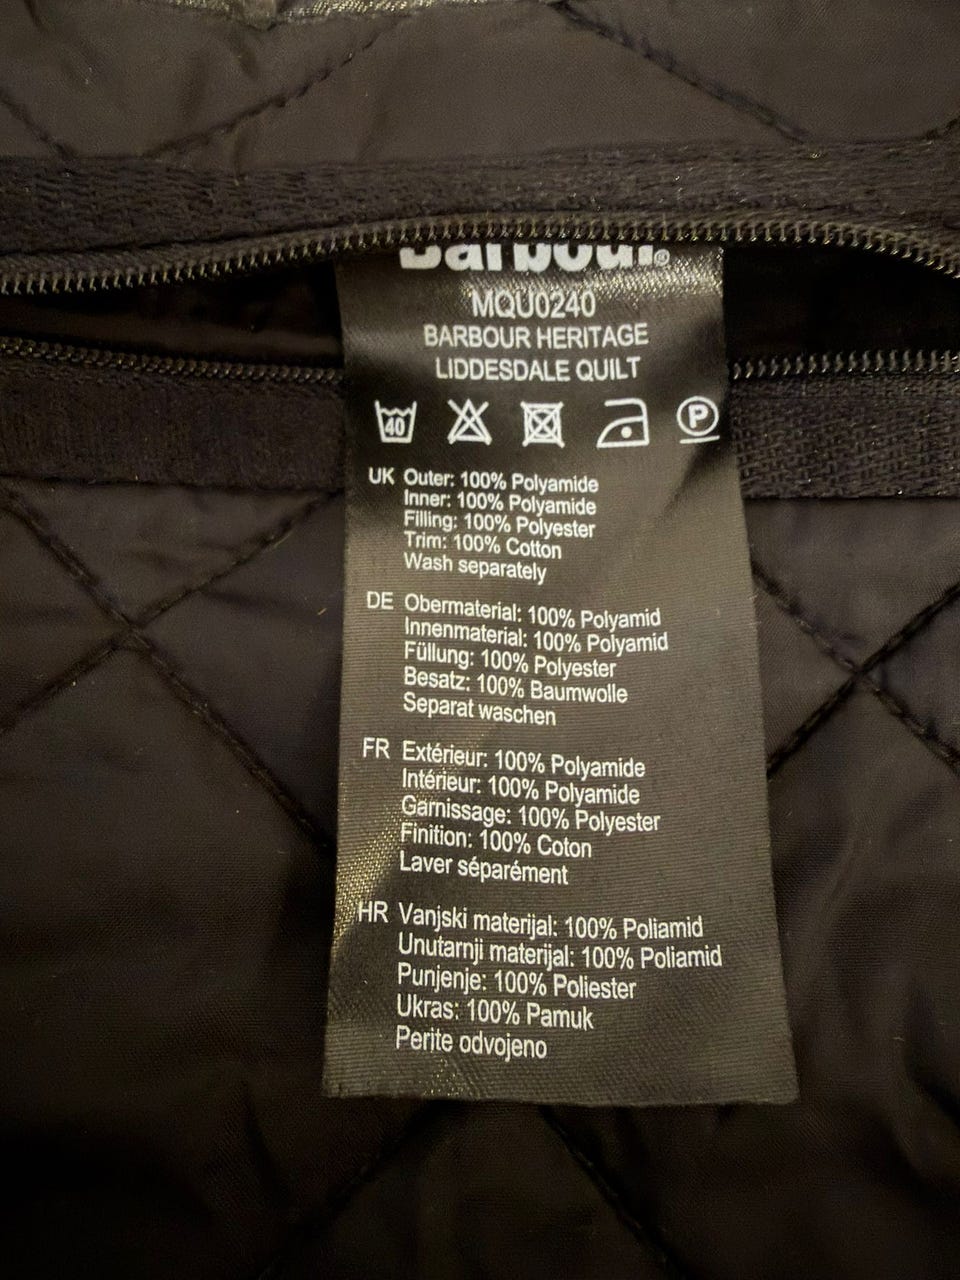 Barbour®
MQU0240
BARBOUR HERITAGE
LIDDESDALE QUILT
40 P
UK Outer: 100% Polyamide
Inner: 100% Polyamide
Filling: 100% Polyester
Trim: 100% Cotton
Wash separately
DE Obermaterial: 100% Polyamid
Innenmaterial: 100% Polyamid
Füllung: 100% Polyester
Besatz: 100% Baumwolle
Separat waschen
FR Extérieur: 100% Polyamide
Intérieur: 100% Polyamide
Garnissage: 100% Polyester
Finition: 100% Coton
Laver séparément
HR Vanjski materijal: 100% Poliamid
Unutarnji materijal: 100% Poliamid
Punjenje: 100% Poliester
Ukras: 100% Pamuk
Perite odvojeno